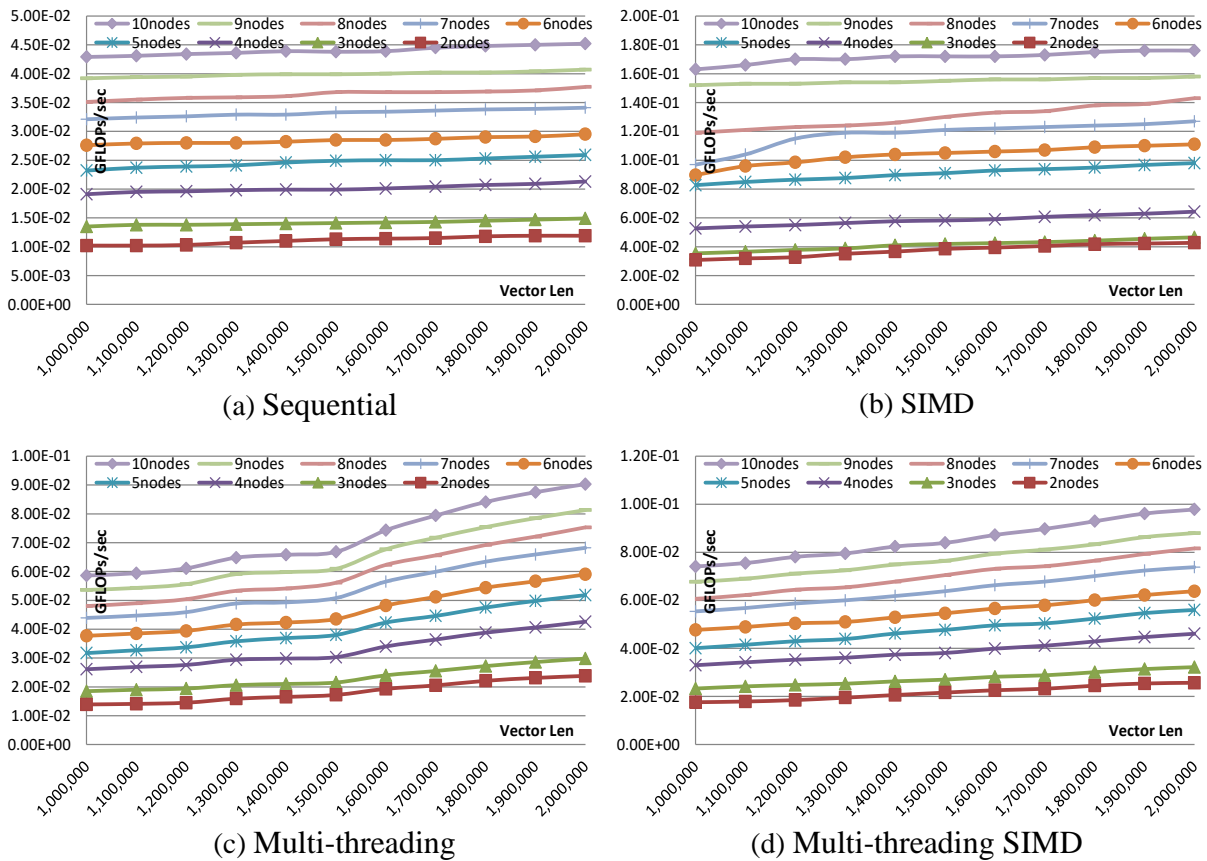 10nodes 9nodes 8nodes 7nodes 6nodes
5nodes 4nodes 3nodes 2nodes
5.00E-02
4.50E-02
4.00E-02
3.50E-02
3.00E-02
2.50E-02
2.00E-02
1.50E-02
1.00E-02
5.00E-03
0.00E+00
GFLOPs/sec
Vector Len
1,000,000 1,100,000 1,200,000 1,300,000 1,400,000 1,500,000 1,600,000 1,700,000 1,800,000 1,900,000 2,000,000
(a) Sequential
10nodes 9nodes 8nodes 7nodes 6nodes
5nodes 4nodes 3nodes 2nodes
2.00E-01
1.80E-01
1.60E-01
1.40E-01
1.20E-01
1.00E-01
8.00E-02
6.00E-02
4.00E-02
2.00E-02
0.00E+00
GFLOPs/sec
Vector Len
1,000,000 1,100,000 1,200,000 1,300,000 1,400,000 1,500,000 1,600,000 1,700,000 1,800,000 1,900,000 2,000,000
(b) SIMD
10nodes 9nodes 8nodes 7nodes 6nodes
5nodes 4nodes 3nodes 2nodes
1.00E-01
9.00E-02
8.00E-02
7.00E-02
6.00E-02
5.00E-02
4.00E-02
3.00E-02
2.00E-02
1.00E-02
0.00E+00
GFLOPs/sec
Vector Len
1,000,000 1,100,000 1,200,000 1,300,000 1,400,000 1,500,000 1,600,000 1,700,000 1,800,000 1,900,000 2,000,000
(c) Multi-threading
10nodes 9nodes 8nodes 7nodes 6nodes
5nodes 4nodes 3nodes 2nodes
1.20E-01
1.00E-01
8.00E-02
6.00E-02
4.00E-02
2.00E-02
0.00E+00
GFLOPs/sec
Vector Len
1,000,000 1,100,000 1,200,000 1,300,000 1,400,000 1,500,000 1,600,000 1,700,000 1,800,000 1,900,000 2,000,000
(d) Multi-threading SIMD